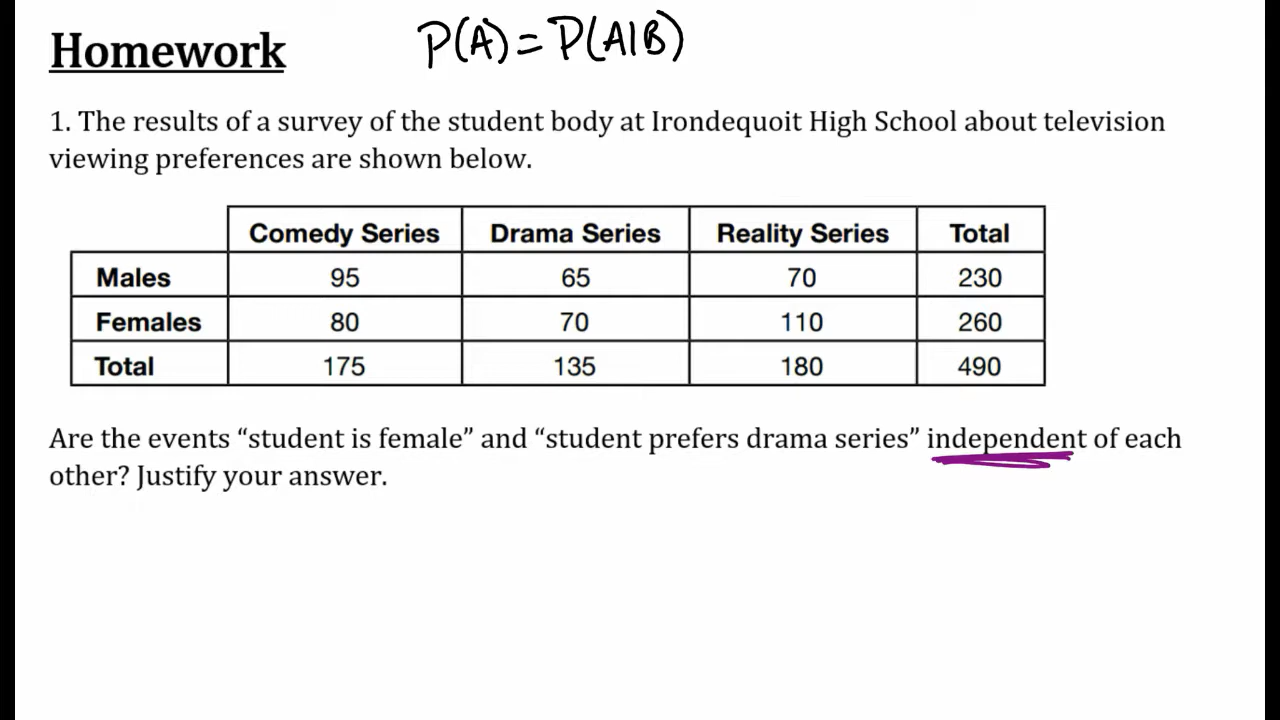 Homework
P(A) = P(A|B)
1. The results of a survey of the student body at Irondequoit High School about television
viewing preferences are shown below.
Comedy Series Drama Series Reality Series Total
Males 95 65 70 230
Females 80 70 110 260
Total 175 135 180 490
Are the events “student is female” and “student prefers drama series” independent of each
other? Justify your answer.